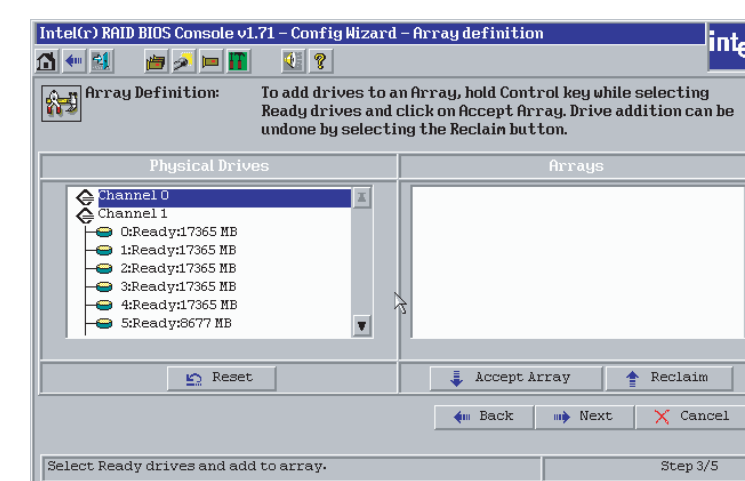 Intel(r) RAID BIOS Console v1.71 - Config Wizard - Array definition
Array Definition:
To add drives to an Array, hold Control key while selecting
Ready drives and click on Accept Array. Drive addition can be
undone by selecting the Reclaim button.
Physical Drives
Arrays
Channel 0
Channel 1
0:Ready:17365 MB
1:Ready:17365 MB
2:Ready:17365 MB
3:Ready:17365 MB
4:Ready:17365 MB
5:Ready:8677 MB
Reset
Accept Array
Reclaim
Back
Next
Cancel
Select Ready drives and add to array.
Step 3/5